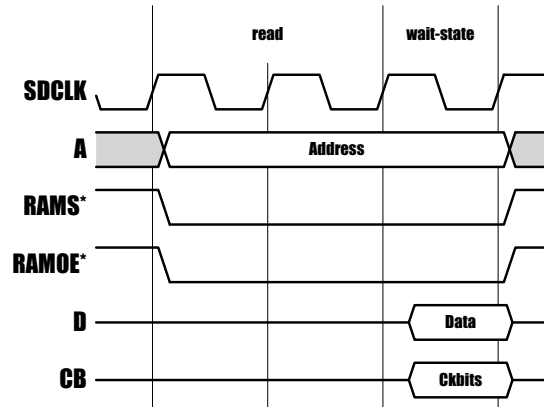 read wait-state
SDCLK
A Address
RAMS*
RAMOE*
D Data
CB Ckbits